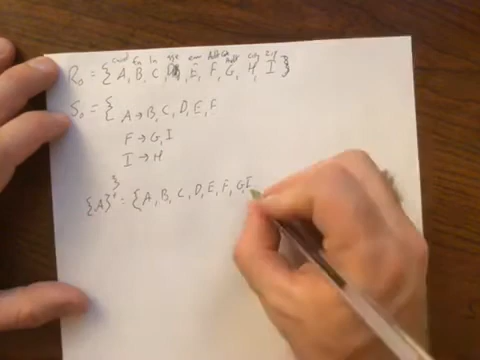 R₀ = { A, B, C, D, E, F, G, H, I }
S₀ = { A → B, C, D, E, F
F → G, I
I → H
}
{A}⁺ = { A, B, C, D, E, F, G, I